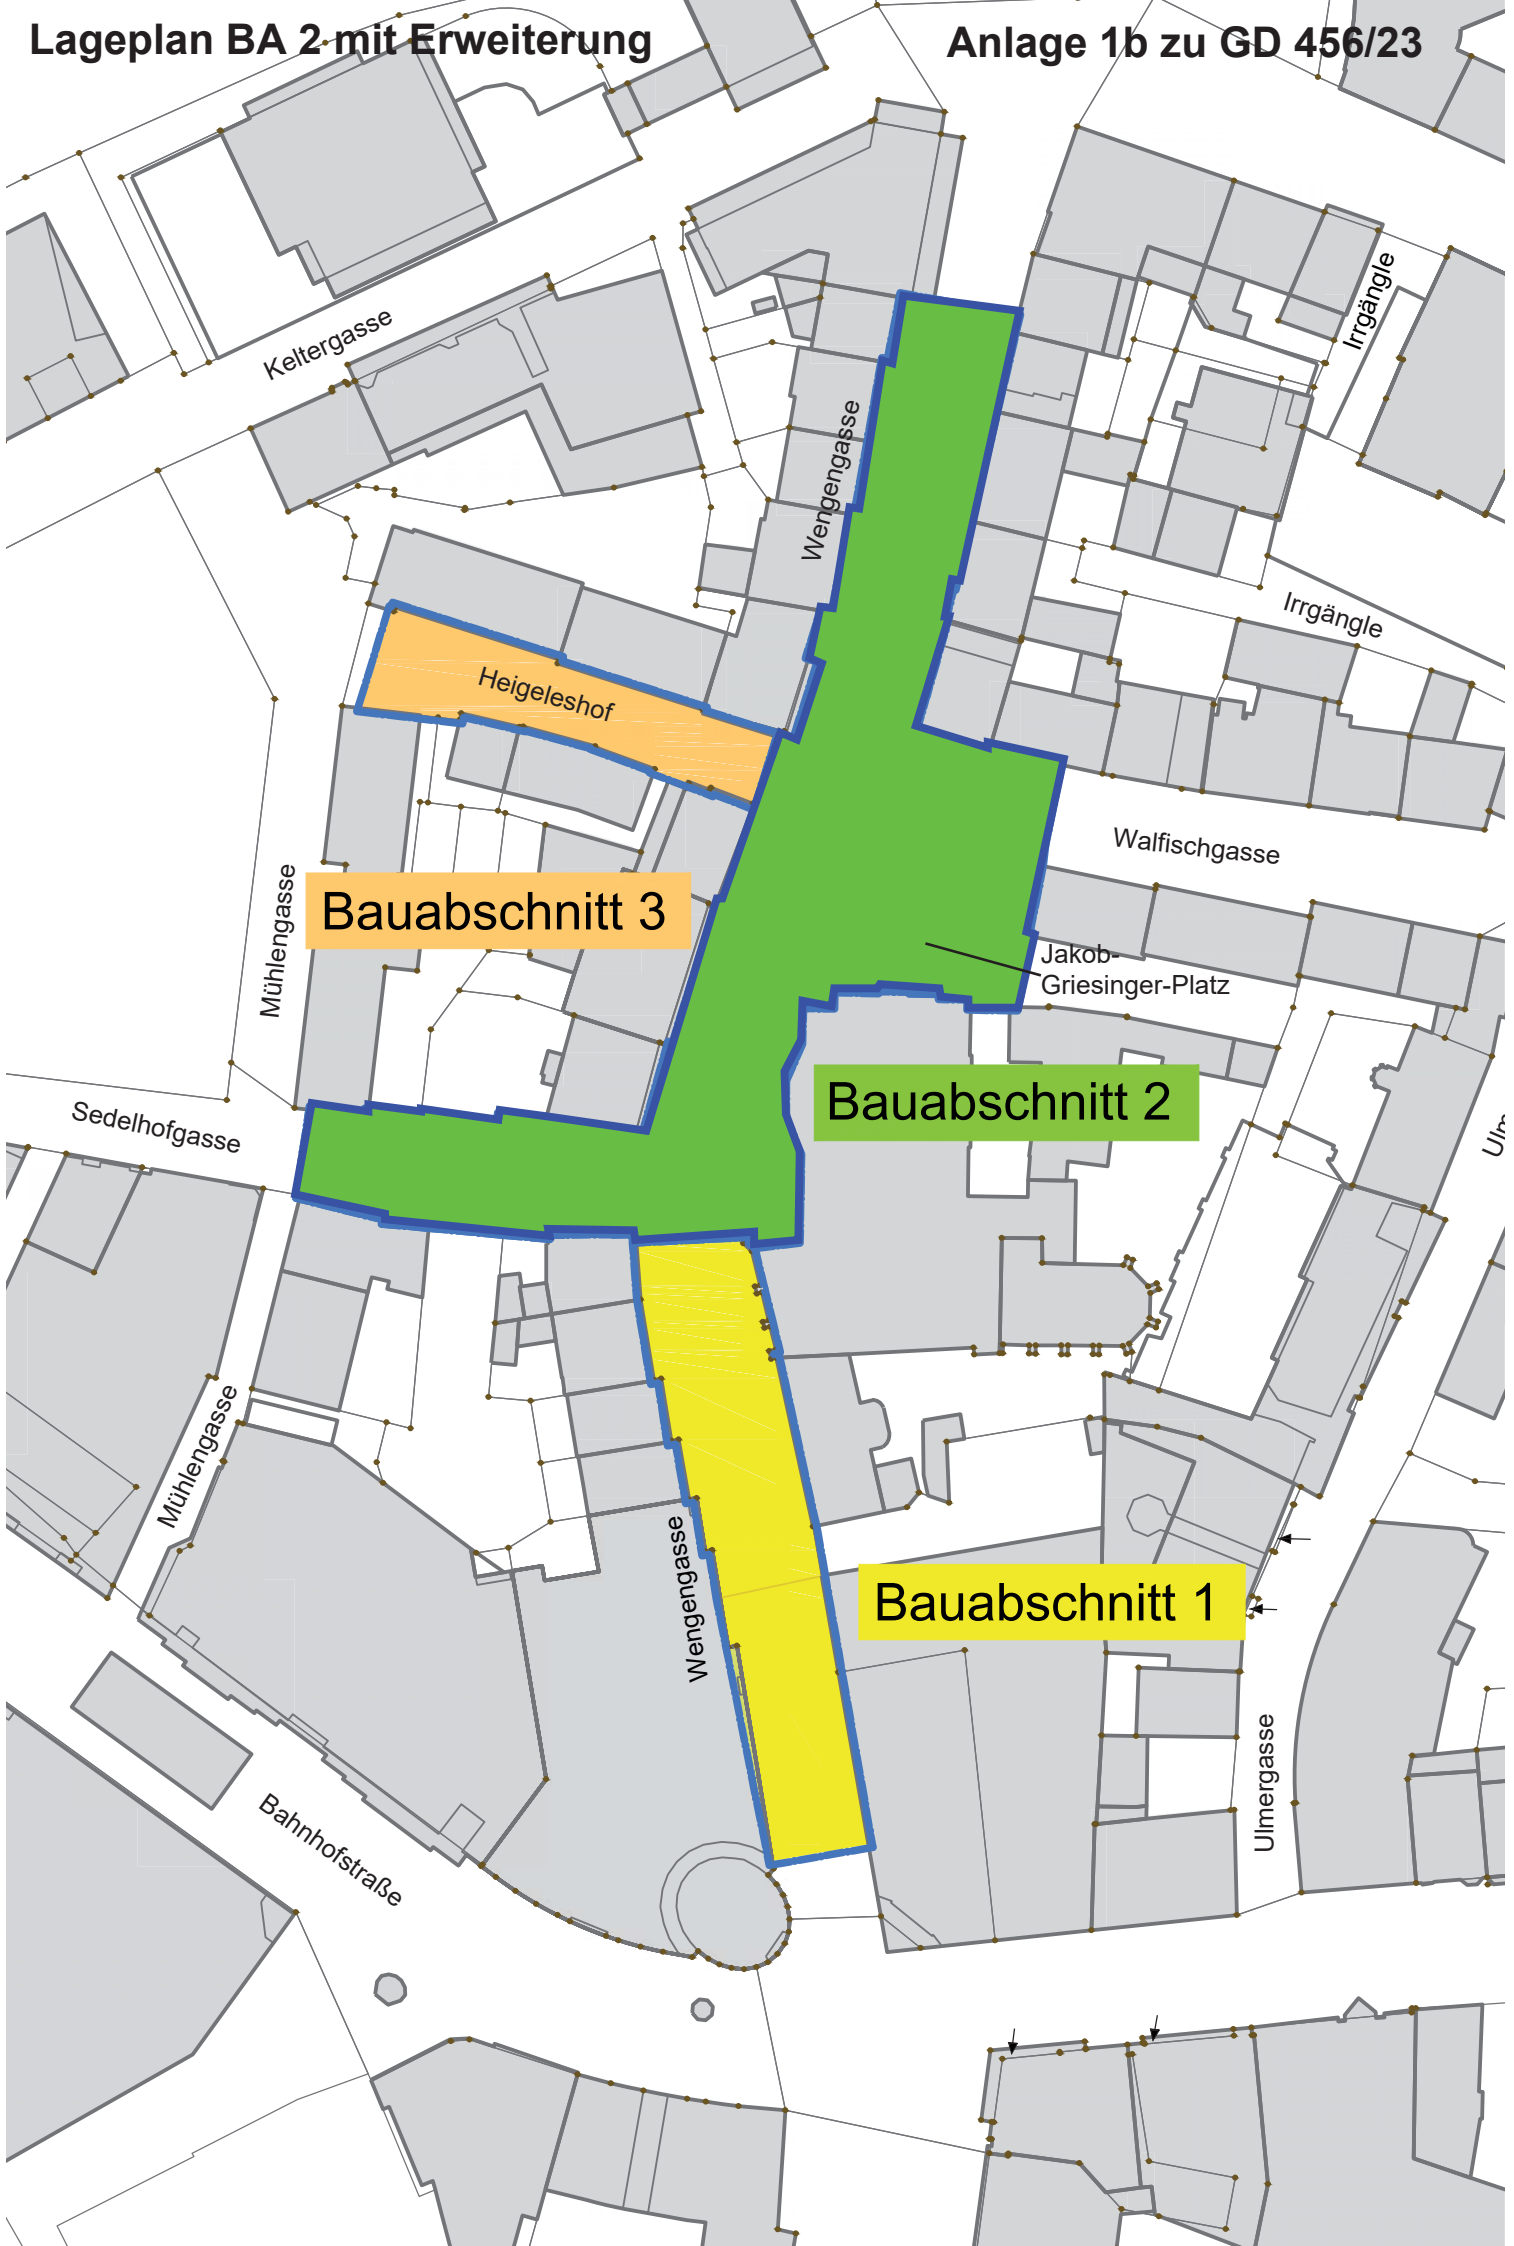 Lageplan BA 2 mit Erweiterung
Anlage 1b zu GD 456/23
Keltergasse
Irrgängle
Wengengasse
Irrgängle
Heigeleshof
Walfischgasse
Mühlengasse
Bauabschnitt 3
Jakob-
Griesinger-Platz
Sedelhofgasse
Bauabschnitt 2
Ulm
Mühlengasse
Wengengasse
Bauabschnitt 1
Ulmergasse
Bahnhofstraße